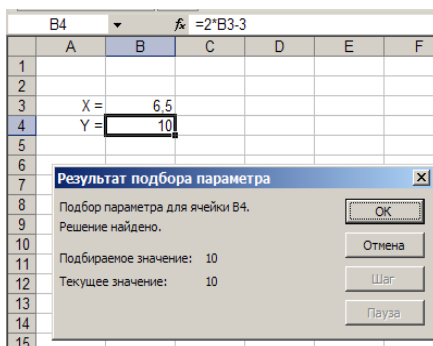 B4 fx =2*B3-3
A B C D E F
1
2
3 X = 6,5
4 Y = 10
5
6
7
8
9
10
11
12
13
14
15
Результат подбора параметра
Подбор параметра для ячейки B4.
Решение найдено.
Подбираемое значение: 10
Текущее значение: 10
OK
Отмена
Шаг
Пауза